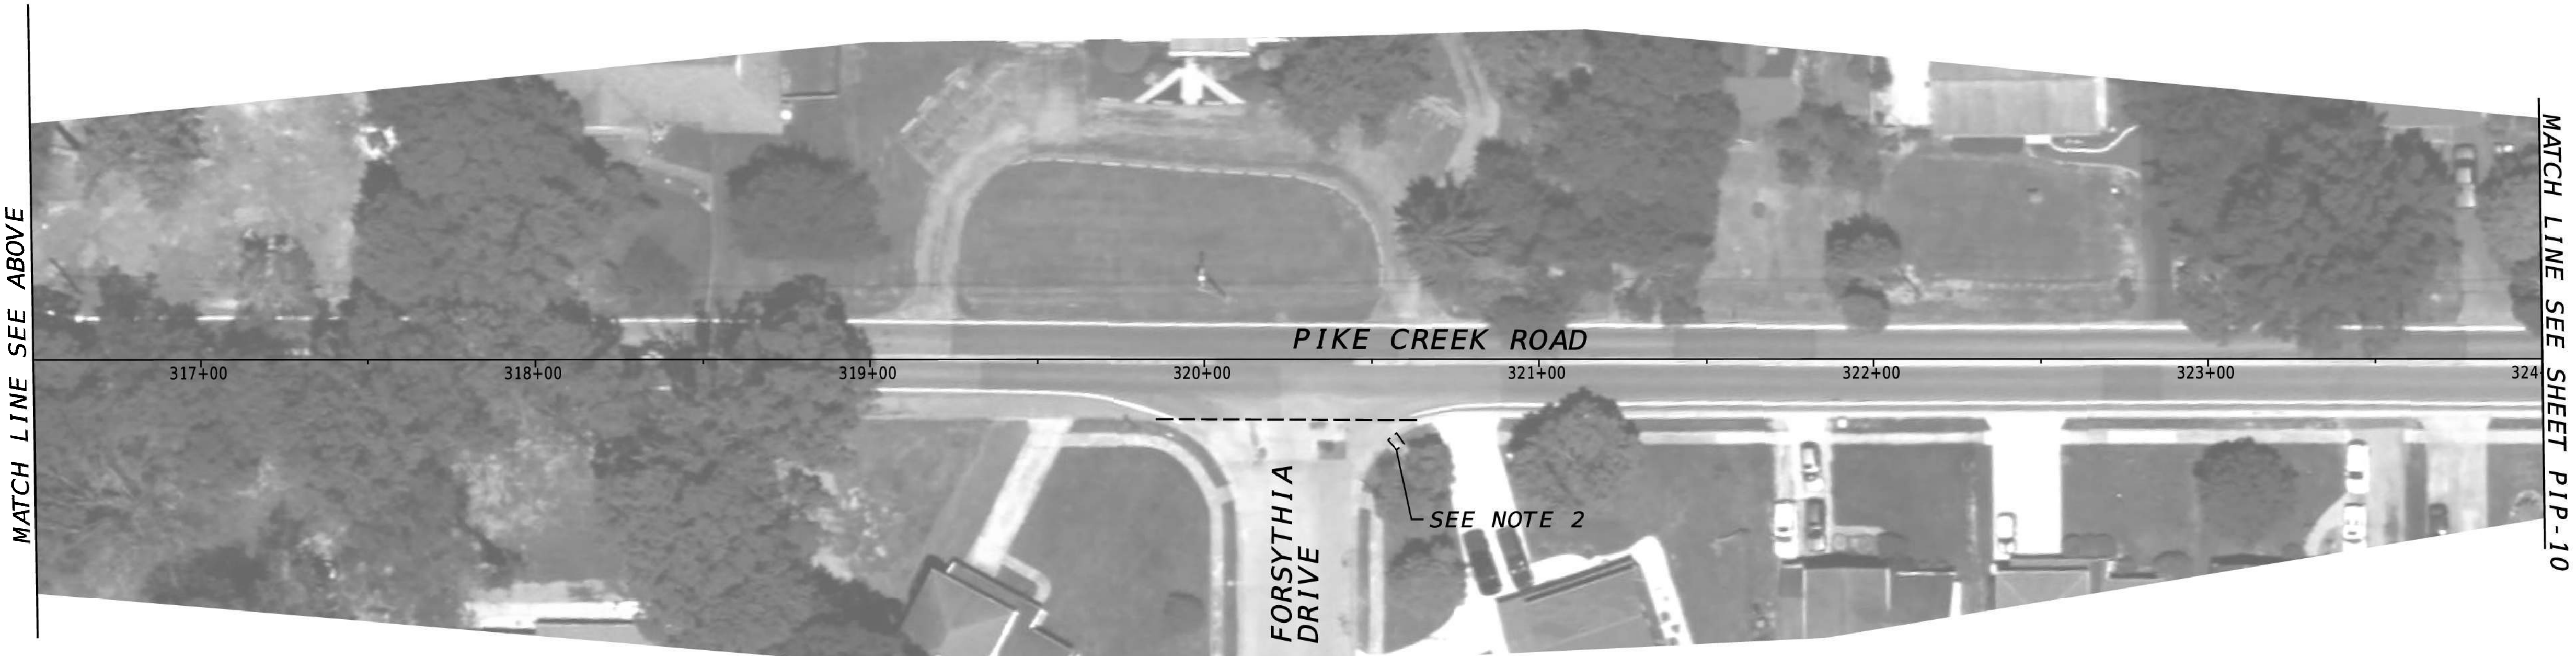 MATCH LINE SEE ABOVE
PIKE CREEK ROAD
317+00
318+00
319+00
320+00
321+00
322+00
323+00
324
FORSYTHIA
DRIVE
SEE NOTE 2
MATCH LINE SEE SHEET PIP-10